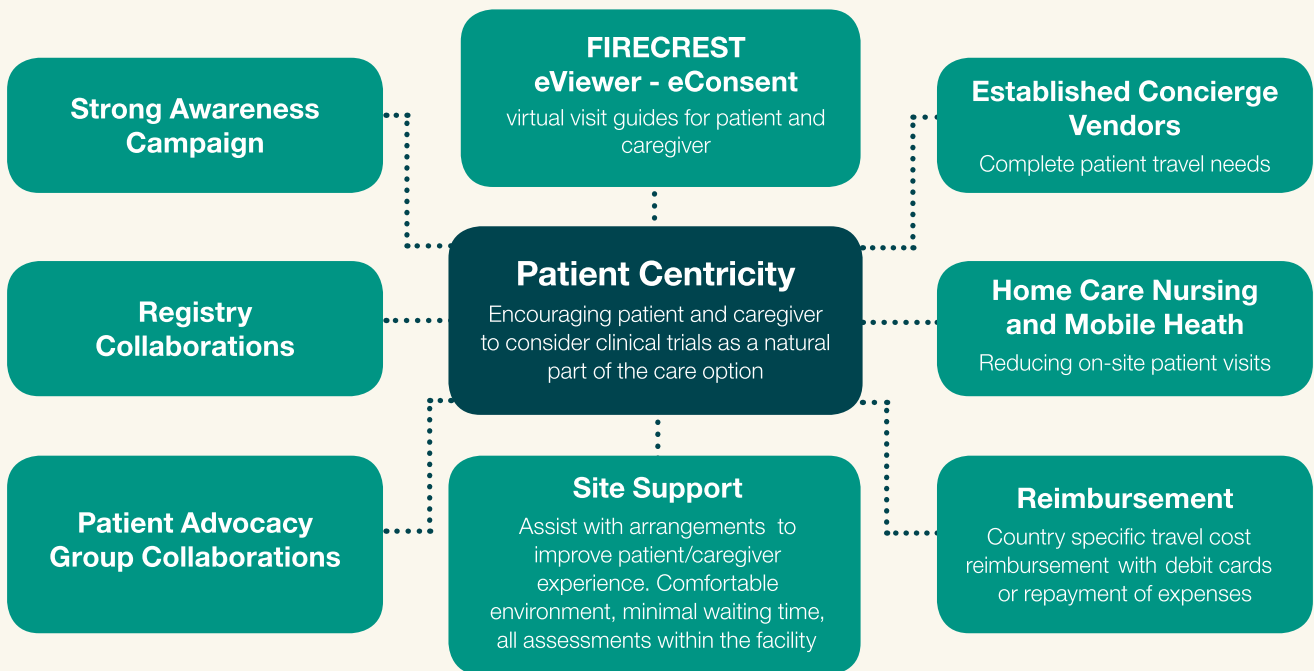 Strong Awareness
Campaign
FIRECREST
eViewer - eConsent
virtual visit guides for patient and
caregiver
Established Concierge
Vendors
Complete patient travel needs
Registry
Collaborations
Patient Centricity
Encouraging patient and caregiver
to consider clinical trials as a natural
part of the care option
Home Care Nursing
and Mobile Heath
Reducing on-site patient visits
Patient Advocacy
Group Collaborations
Site Support
Assist with arrangements to
improve patient/caregiver
experience. Comfortable
environment, minimal waiting time,
all assessments within the facility
Reimbursement
Country specific travel cost
reimbursement with debit cards
or repayment of expenses